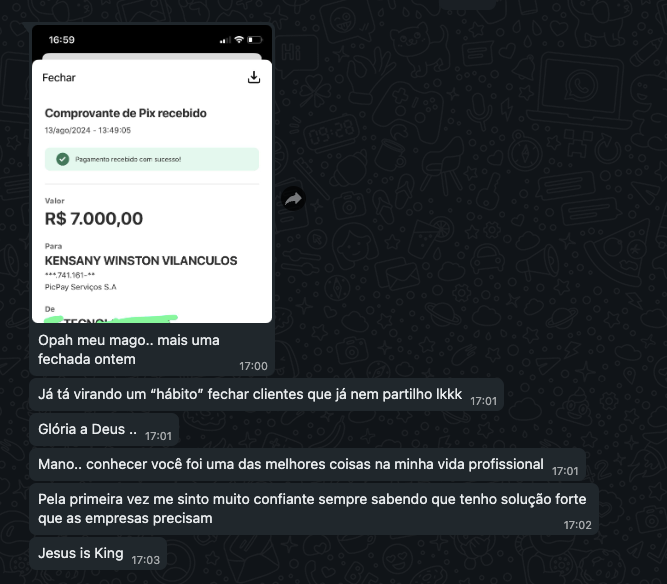 16:59
Fechar
Comprovante de Pix recebido
13/ago/2024 - 13:49:05
Pagamento recebido com sucesso!
Valor
R$ 7.000,00
Para
KENSANY WINSTON VILANCULOS
***.741.161-**
PicPay Serviços S.A
De
Opah meu mago.. mais uma
fechada ontem
17:00
Já tá virando um “hábito” fechar clientes que já nem partilho lkkk 17:01
Glória a Deus .. 17:01
Mano.. conhecer você foi uma das melhores coisas na minha vida profissional 17:01
Pela primeira vez me sinto muito confiante sempre sabendo que tenho solução forte
que as empresas precisam
17:02
Jesus is King 17:03